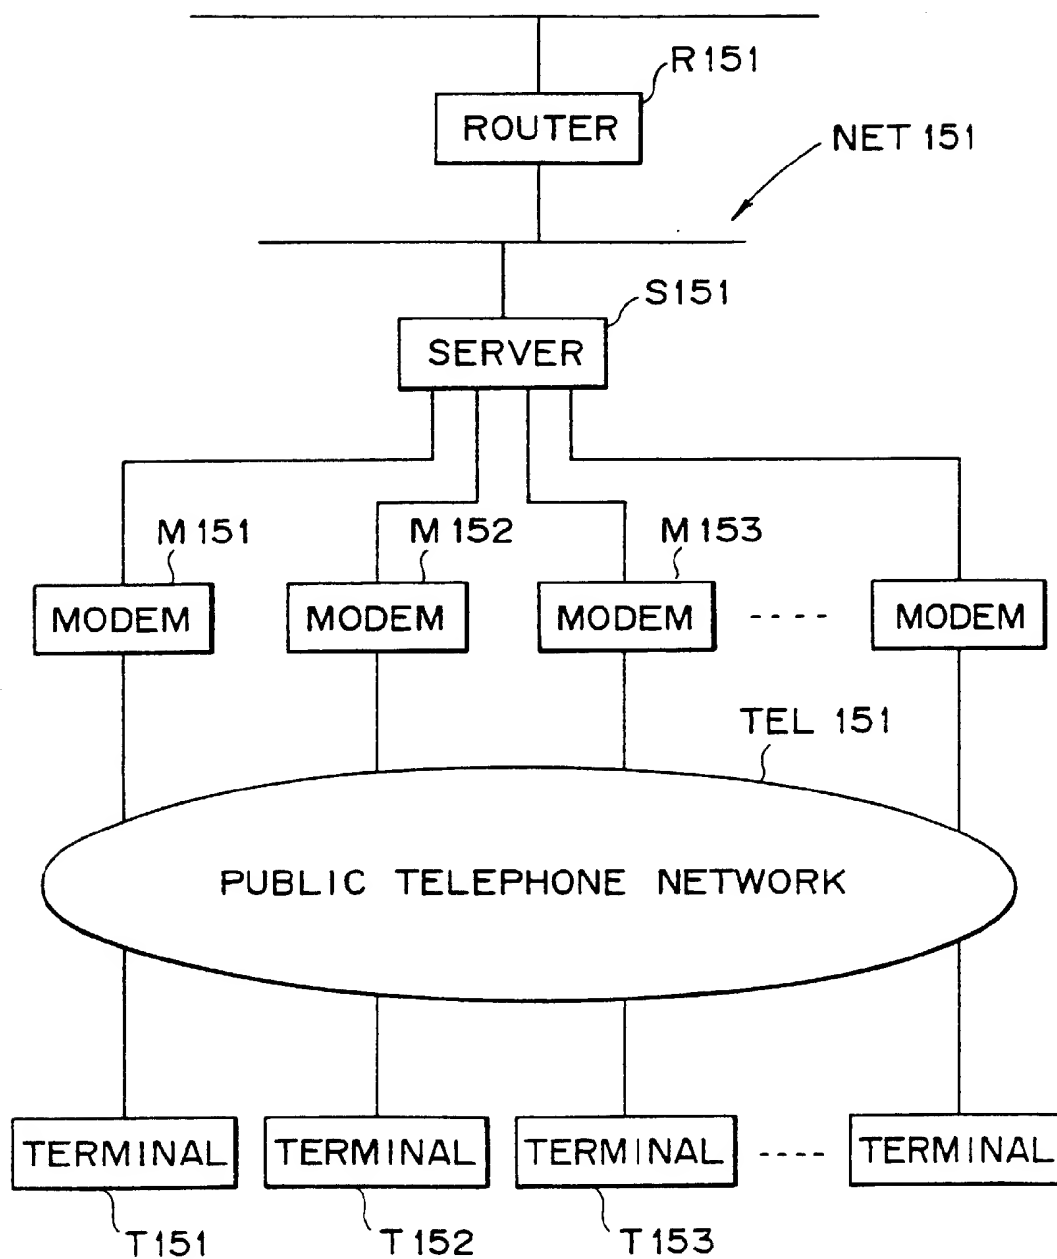 R151
ROUTER
NET 151
S151
SERVER
M151 M152 M153
MODEM MODEM MODEM ---- MODEM
TEL 151
PUBLIC TELEPHONE NETWORK
TERMINAL TERMINAL TERMINAL ---- TERMINAL
T151 T152 T153